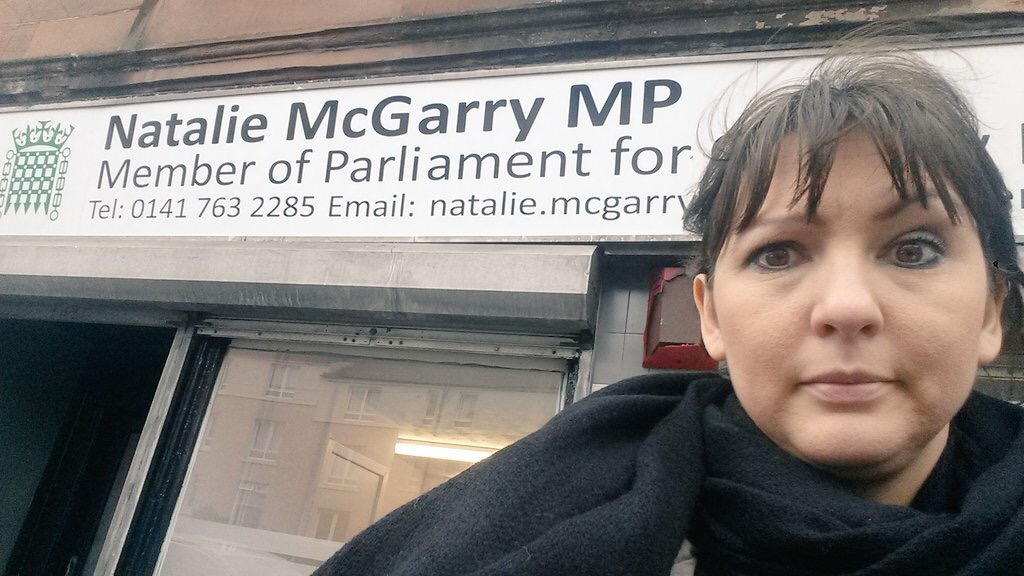 Natalie McGarry MP
Member of Parliament for
Tel: 0141 763 2285 Email: natalie.mcgarry